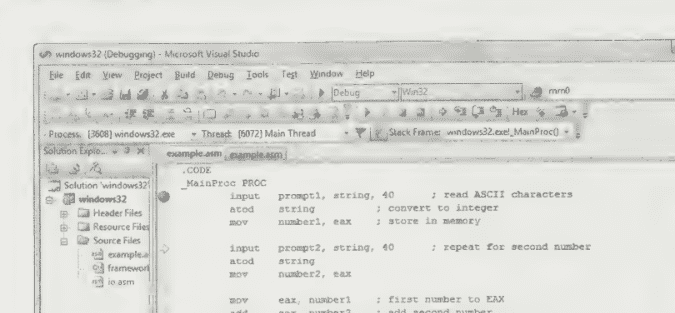 windows32 (Debugging) - Microsoft Visual Studio
File Edit View Project Build Debug Tools Test Window Help
Debug Win32 mm0
Hex
Process: [3608] windows32.exe Thread: [6072] Main Thread Stack Frame: windows32.exe!_MainProc()
Solution Explo... example.asm example.asm
.CODE
_MainProc PROC
input prompt1, string, 40 ; read ASCII characters
atod string ; convert to integer
mov number1, eax ; store in memory
input prompt2, string, 40 ; repeat for second number
atod string
mov number2, eax
mov eax, number1 ; first number to EAX
add eax, number2 ; add second number
Solution 'windows32'
windows32
Header Files
Resource Files
Source Files
example.a
framework
io.asm